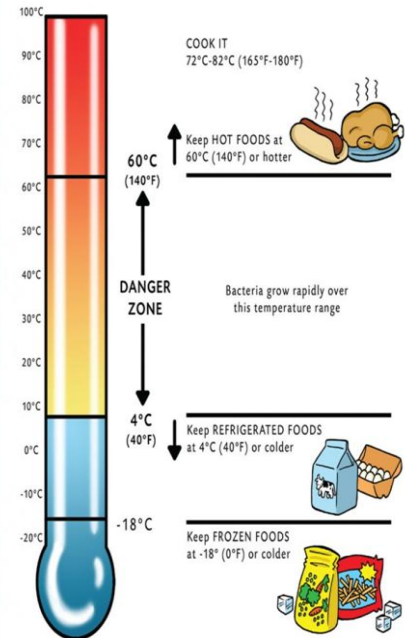 100°C
90°C
80°C
70°C
60°C
50°C
40°C
30°C
20°C
10°C
0°C
-10°C
-20°C
60°C
(140°F)
DANGER
ZONE
4°C
(40°F)
-18°C
COOK IT
72°C-82°C (165°F-180°F)
Keep HOT FOODS at
60°C (140°F) or hotter
Bacteria grow rapidly over
this temperature range
Keep REFRIGERATED FOODS
at 4°C (40°F) or colder
Keep FROZEN FOODS
at -18° (0°F) or colder